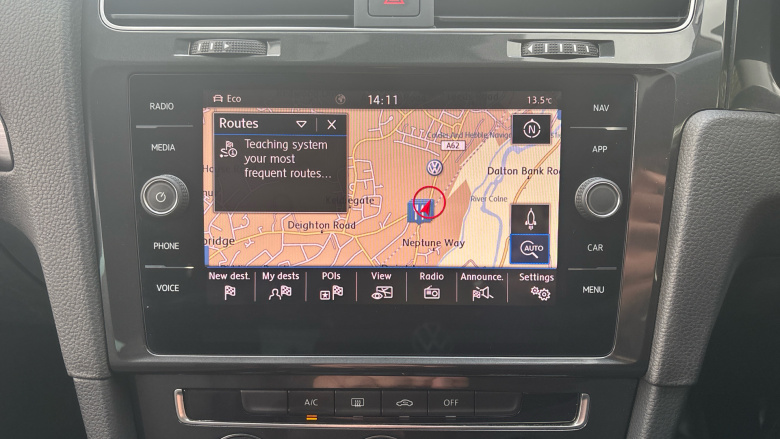 Eco 14:11 13.5°C
RADIO
MEDIA
PHONE
VOICE
Routes
Teaching system
your most
frequent routes...
N
A62
Dalton Bank
River Colne
Deighton Road
Neptune Way
bridge
AUTO
NAV
APP
CAR
MENU
New dest. My dests POIs View Radio Announce. Settings
A/C OFF